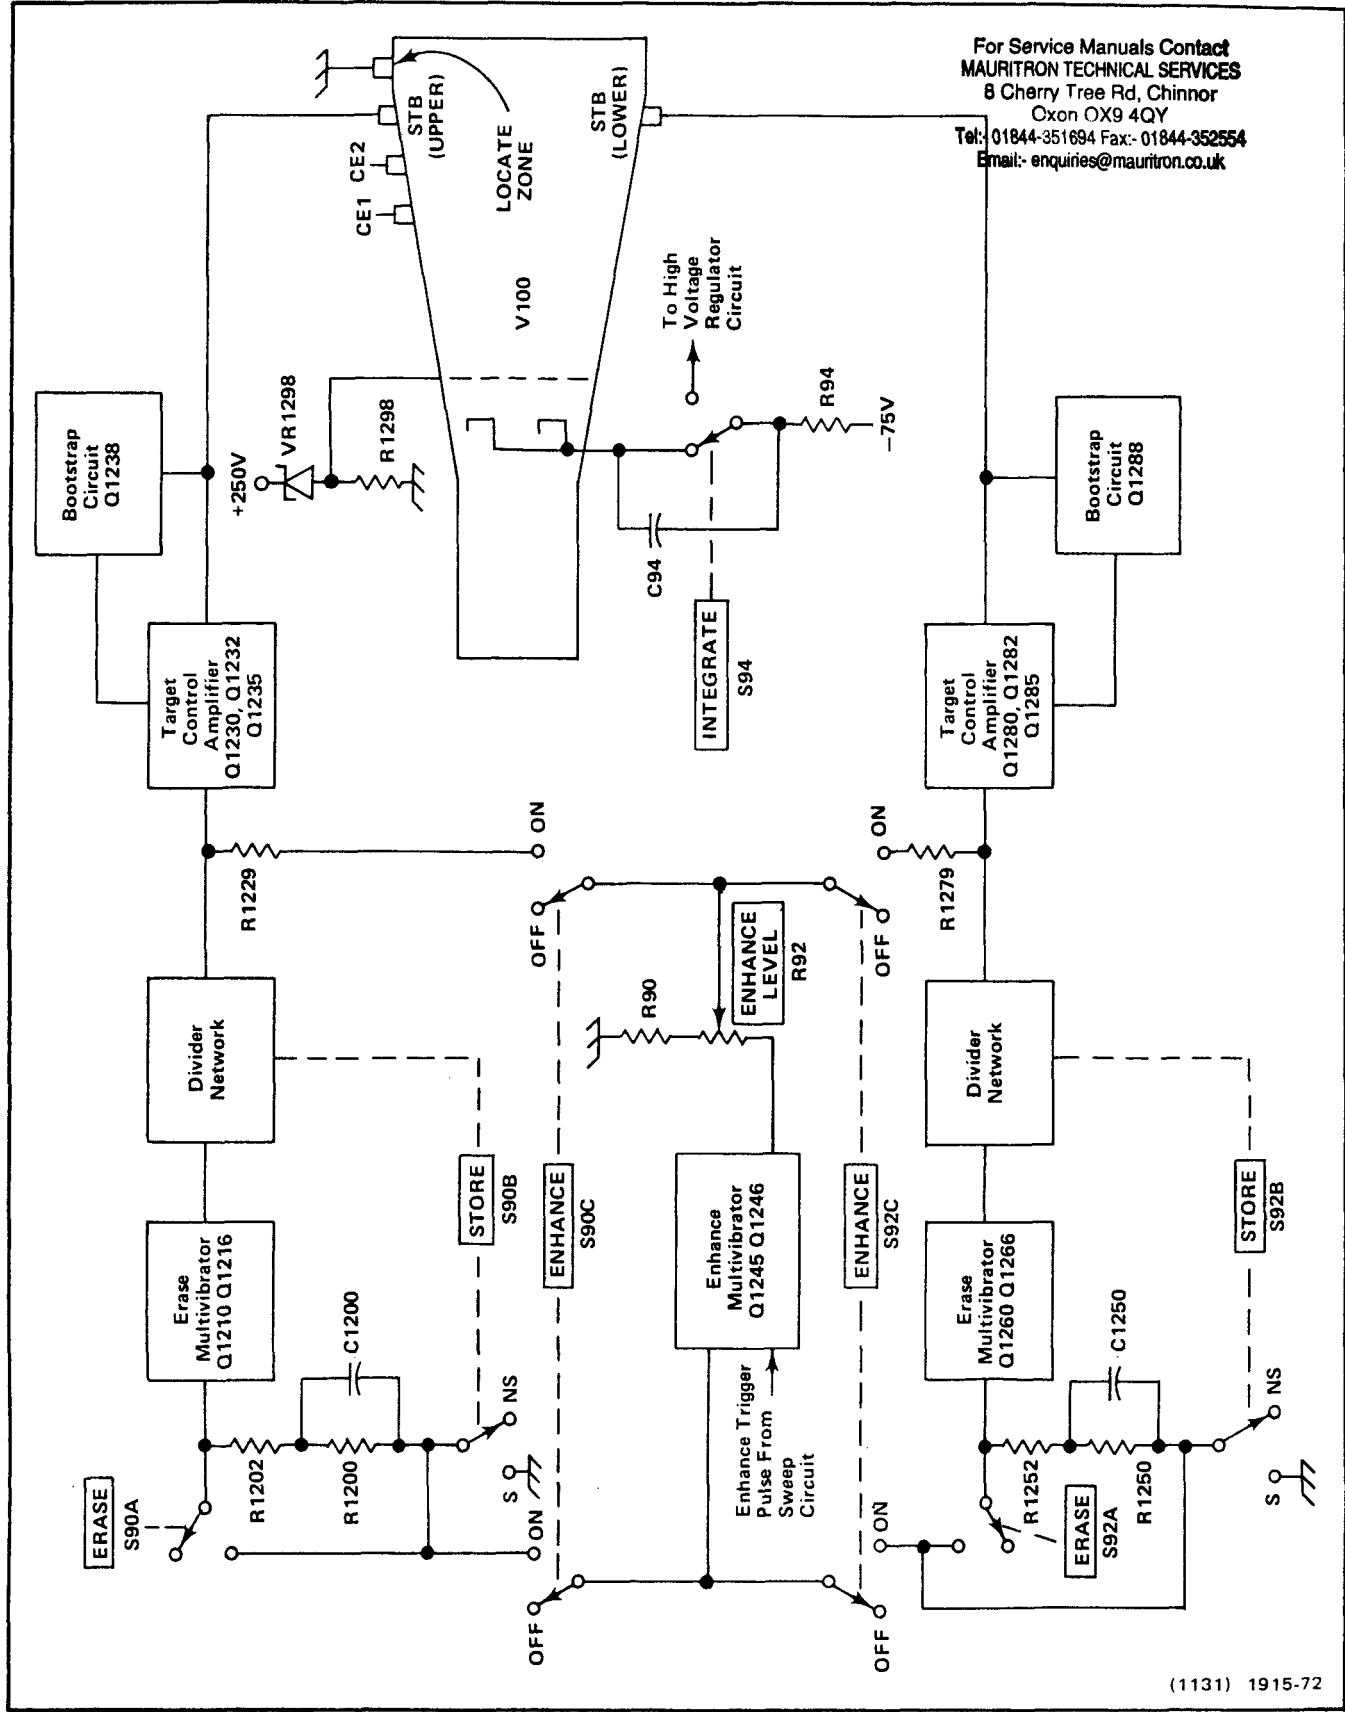 For Service Manuals Contact
MAURITRON TECHNICAL SERVICES
8 Cherry Tree Rd, Chinnor
Oxon OX9 4QY
Tel:- 01844-351694 Fax:- 01844-352554
Email:- enquiries@mauritron.co.uk
ERASE
S90A
R1202
R1200
C1200
Erase
Multivibrator
Q1210 Q1216
S
NS
STORE
S90B
Divider
Network
R1229
Target
Control
Amplifier
Q1230, Q1232
Q1235
Bootstrap
Circuit
Q1238
+250V
VR1298
R1298
CE1
CE2
STB
(UPPER)
LOCATE
ZONE
STB
(LOWER)
V100
To High
Voltage
Regulator
Circuit
R94
-75V
C94
INTEGRATE
S94
OFF
ON
ENHANCE
S90C
OFF
ON
Enhance Trigger
Pulse From
Sweep
Circuit
Enhance
Multivibrator
Q1245 Q1246
R90
ENHANCE
LEVEL
R92
OFF
ON
ENHANCE
S92C
OFF
ON
ERASE
S92A
R1252
R1250
C1250
Erase
Multivibrator
Q1260 Q1266
S
NS
STORE
S92B
Divider
Network
R1279
Target
Control
Amplifier
Q1280, Q1282
Q1285
Bootstrap
Circuit
Q1288
(1131) 1915-72